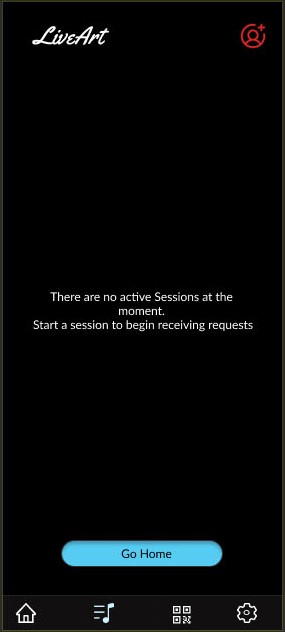 LiveArt
There are no active Sessions at the
moment.
Start a session to begin receiving requests
Go Home